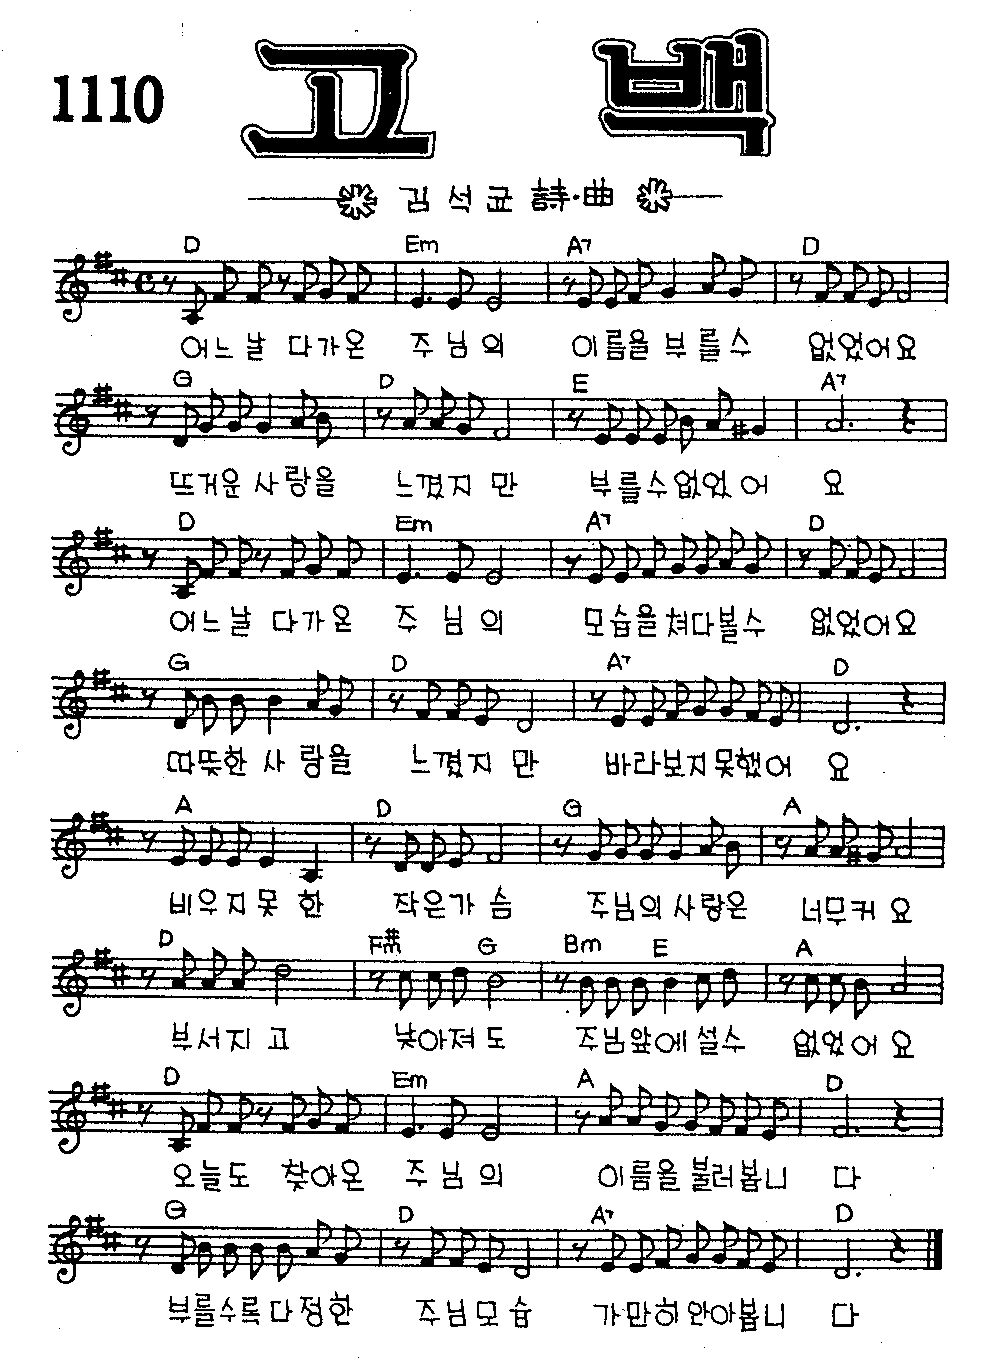 1110 고 백
김석균 詩·曲
D Em A7 D
어느날 다가온 주님의 이름을 부를수 없었어요
G D E A7
뜨거운 사랑을 느꼈지만 부를수없었어 요
D Em A7 D
어느날 다가온 주님의 모습을쳐다볼수 없었어요
G D A7 D
따뜻한 사랑을 느꼈지만 바라보지못했어 요
A D G A
비우지못한 작은가슴 주님의사랑은 너무커요
D F#m G Bm E A
부서지고 낮아져도 주님앞에설수 없었어요
D Em A D
오늘도 찾아온 주님의 이름을불러봅니 다
G D A7 D
부를수록다정한 주님모습 가만히안아봅니 다